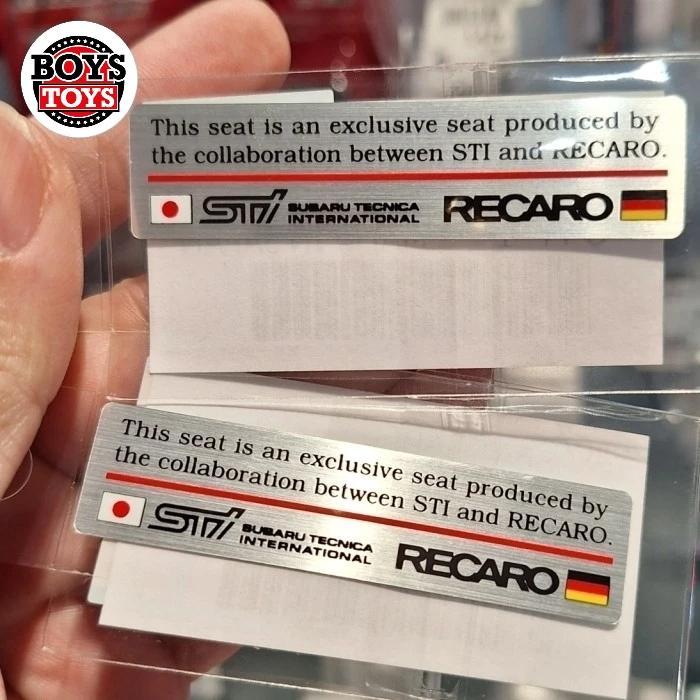 BOYS
TOYS
This seat is an exclusive seat produced by
the collaboration between STI and RECARO.
STI SUBARU TECNICA
INTERNATIONAL
RECARO
This seat is an exclusive seat produced by
the collaboration between STI and RECARO.
STI SUBARU TECNICA
INTERNATIONAL
RECARO